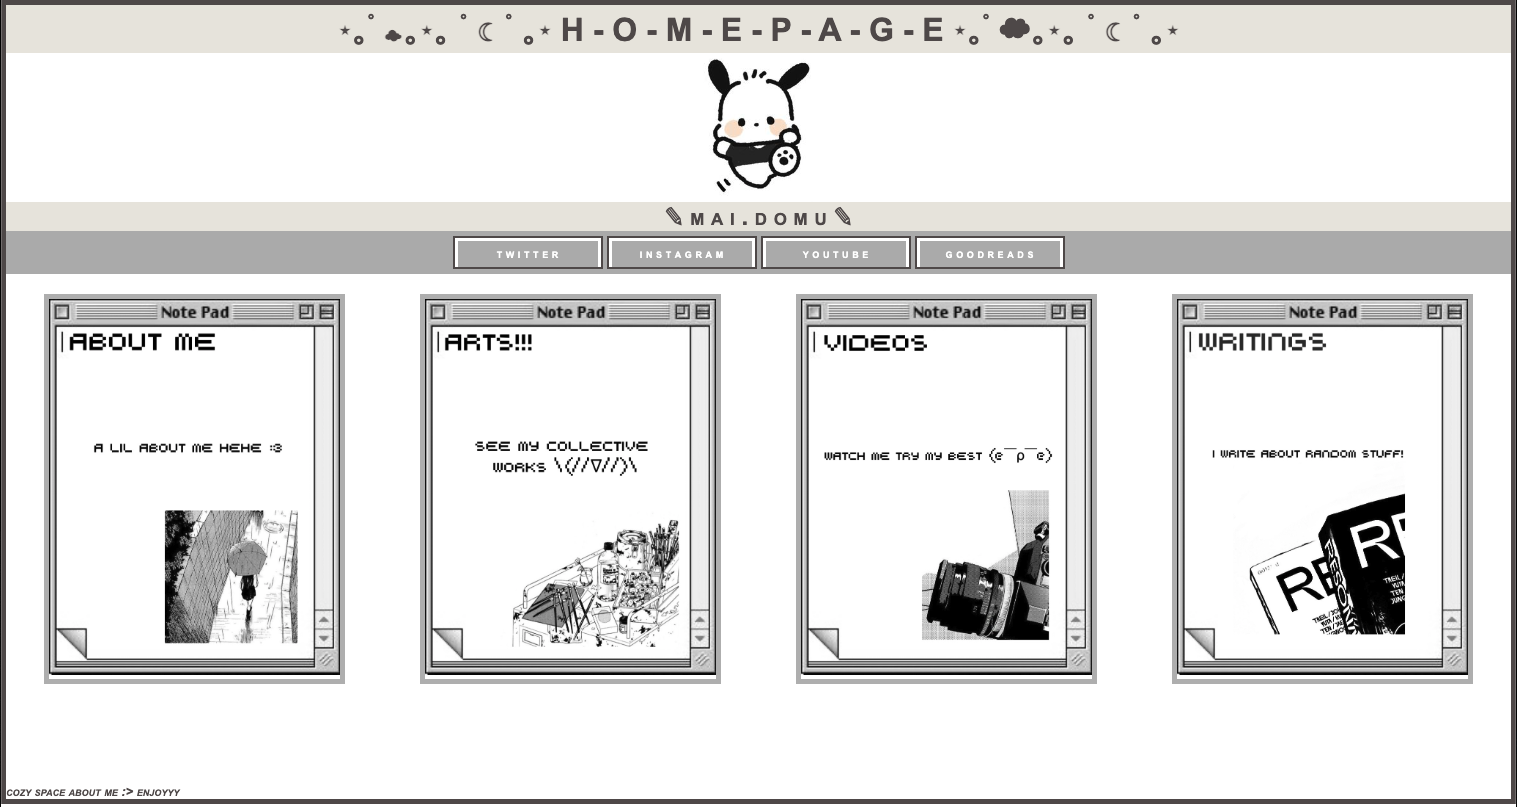 ⋆｡˚ ☁︎ ˚｡⋆｡˚☽˚｡⋆ H-O-M-E-P-A-G-E ⋆｡˚ ☁︎ ˚｡⋆｡˚☽˚｡⋆
✎ MAI.DOMU ✎
TWITTER INSTAGRAM YOUTUBE GOODREADS
Note Pad
ABOUT ME
A LIL ABOUT ME HEHE :3
Note Pad
ARTS!!!
SEE MY COLLECTIVE
WORKS \(//∇//)\
Note Pad
VIDEOS
WATCH ME TRY MY BEST (e￣ρ￣e)
Note Pad
WRITINGS
I WRITE ABOUT RANDOM STUFF!
RE
RE
COZY SPACE ABOUT ME :> ENJOYYY